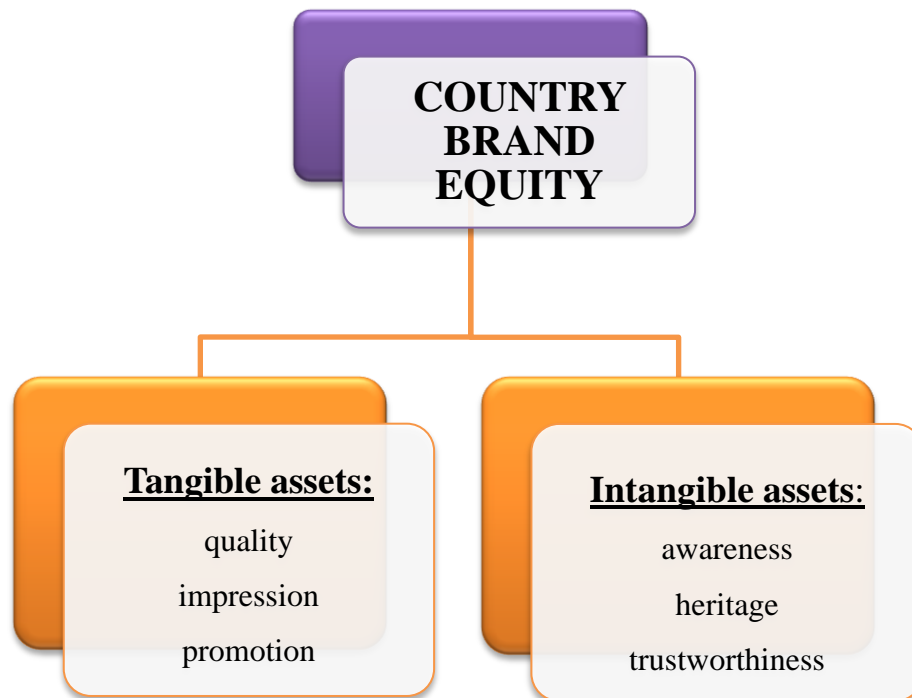 COUNTRY
BRAND
EQUITY
Tangible assets:
quality
impression
promotion
Intangible assets:
awareness
heritage
trustworthiness